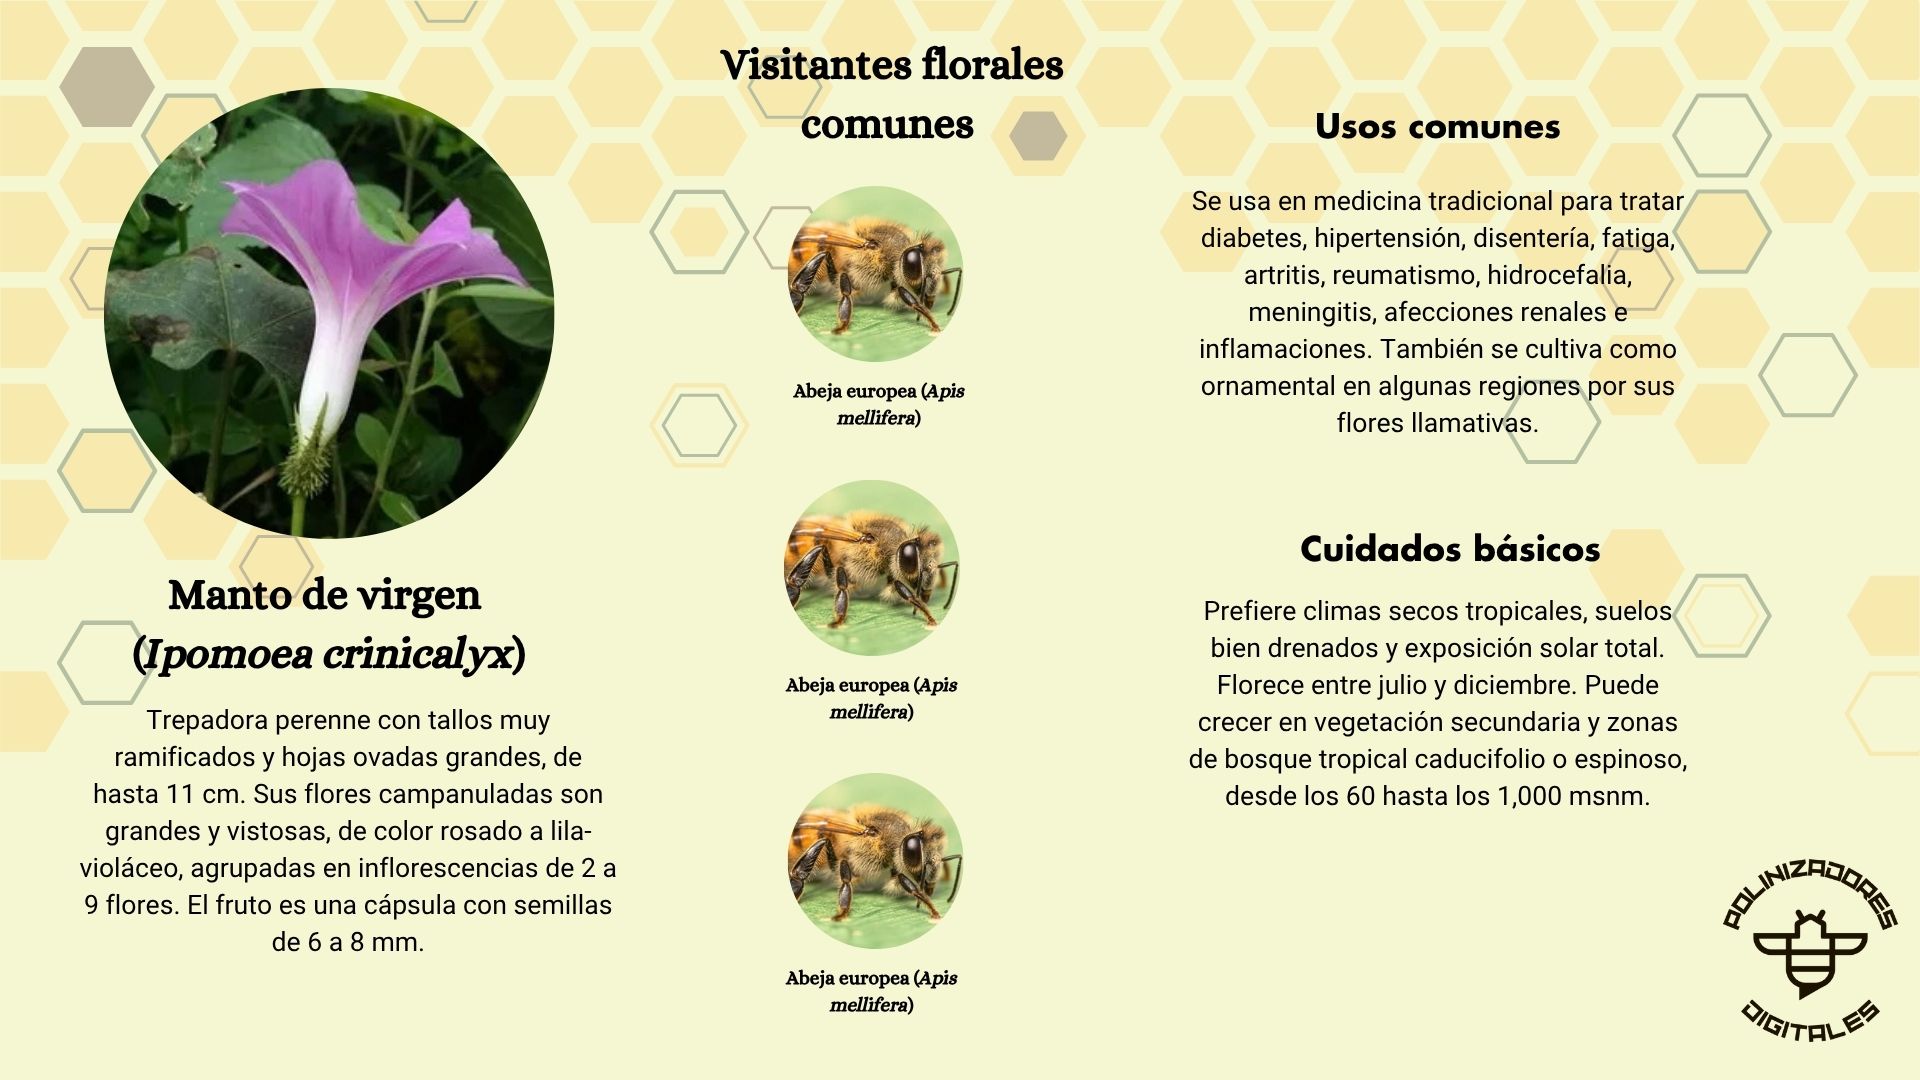 Manto de virgen
(Ipomoea crinicalyx)
Trepadora perenne con tallos muy
ramificados y hojas ovadas grandes, de
hasta 11 cm. Sus flores campanuladas son
grandes y vistosas, de color rosado a lila-
violáceo, agrupadas en inflorescencias de 2 a
9 flores. El fruto es una cápsula con semillas
de 6 a 8 mm.
Visitantes florales
comunes
Abeja europea (Apis
mellifera)
Abeja europea (Apis
mellifera)
Abeja europea (Apis
mellifera)
Usos comunes
Se usa en medicina tradicional para tratar
diabetes, hipertensión, disentería, fatiga,
artritis, reumatismo, hidrocefalia,
meningitis, afecciones renales e
inflamaciones. También se cultiva como
ornamental en algunas regiones por sus
flores llamativas.
Cuidados básicos
Prefiere climas secos tropicales, suelos
bien drenados y exposición solar total.
Florece entre julio y diciembre. Puede
crecer en vegetación secundaria y zonas
de bosque tropical caducifolio o espinoso,
desde los 60 hasta los 1,000 msnm.
POLINIZADORES
DIGITALES